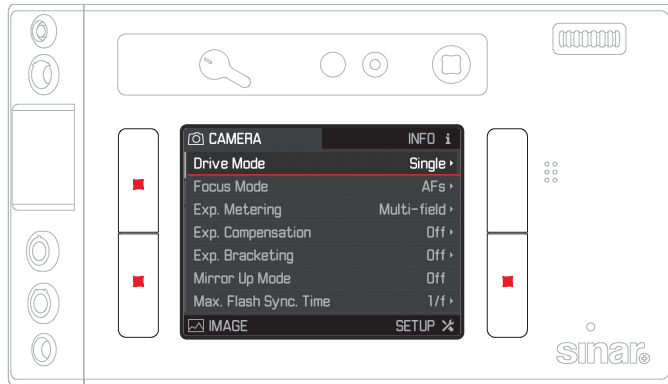 CAMERA INFO i
Drive Mode Single
Focus Mode AFs
Exp. Metering Multi-field
Exp. Compensation Off
Exp. Bracketing Off
Mirror Up Mode Off
Max. Flash Sync. Time 1/f
IMAGE SETUP
sinar